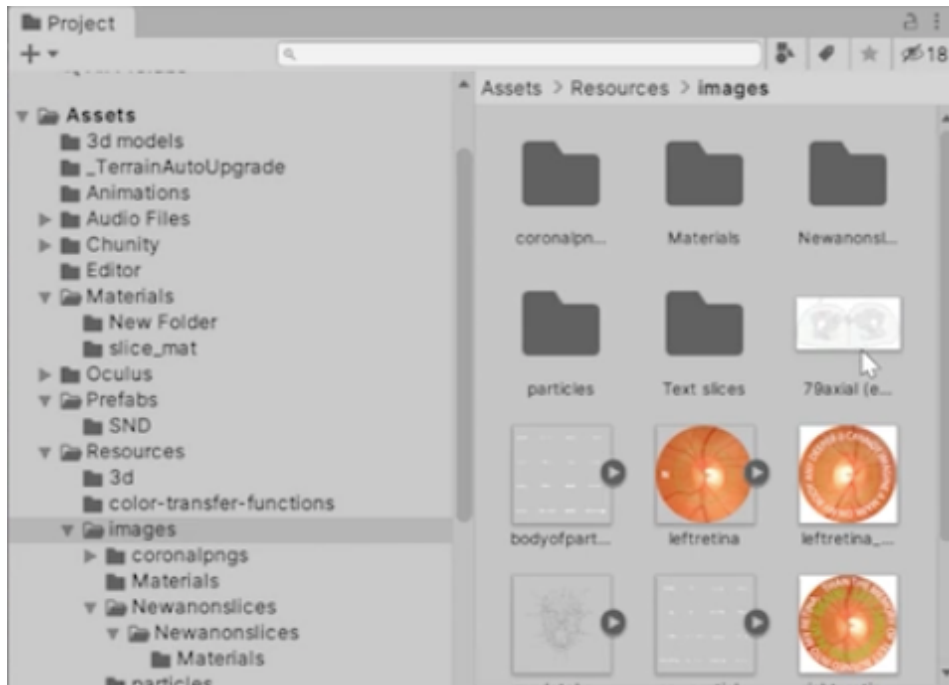 Project
18
Assets > Resources > images
Assets
3d models
_TerrainAutoUpgrade
Animations
Audio Files
Chunity
Editor
Materials
New Folder
slice_mat
Oculus
Prefabs
SND
Resources
3d
color-transfer-functions
images
coronalpngs
Materials
Newanonslices
Newanonslices
Materials
particles
coronalpn...
Materials
Newanonsl...
particles
Text slices
79axial (e...
bodyofpart...
leftretina
leftretina_...